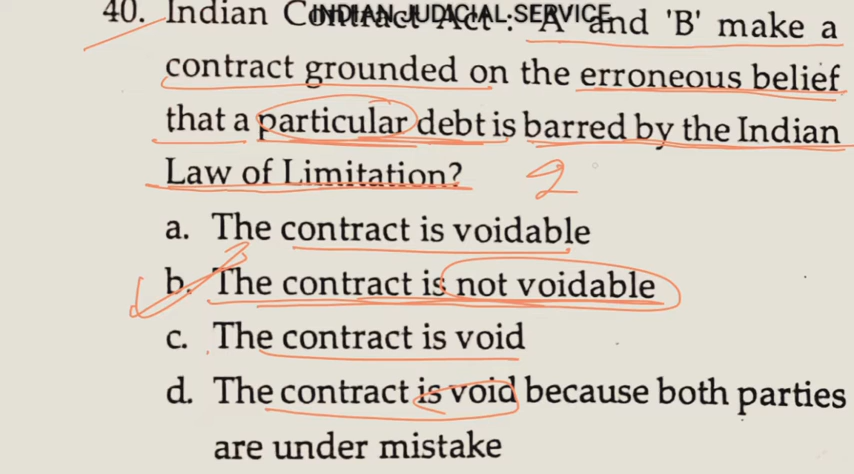 40. Indian Contract Act : 'A' and 'B' make a
INDIAN JUDICIAL SERVICE
contract grounded on the erroneous belief
that a particular debt is barred by the Indian
Law of Limitation? 2
a. The contract is voidable
b. The contract is not voidable
c. The contract is void
d. The contract is void because both parties
are under mistake